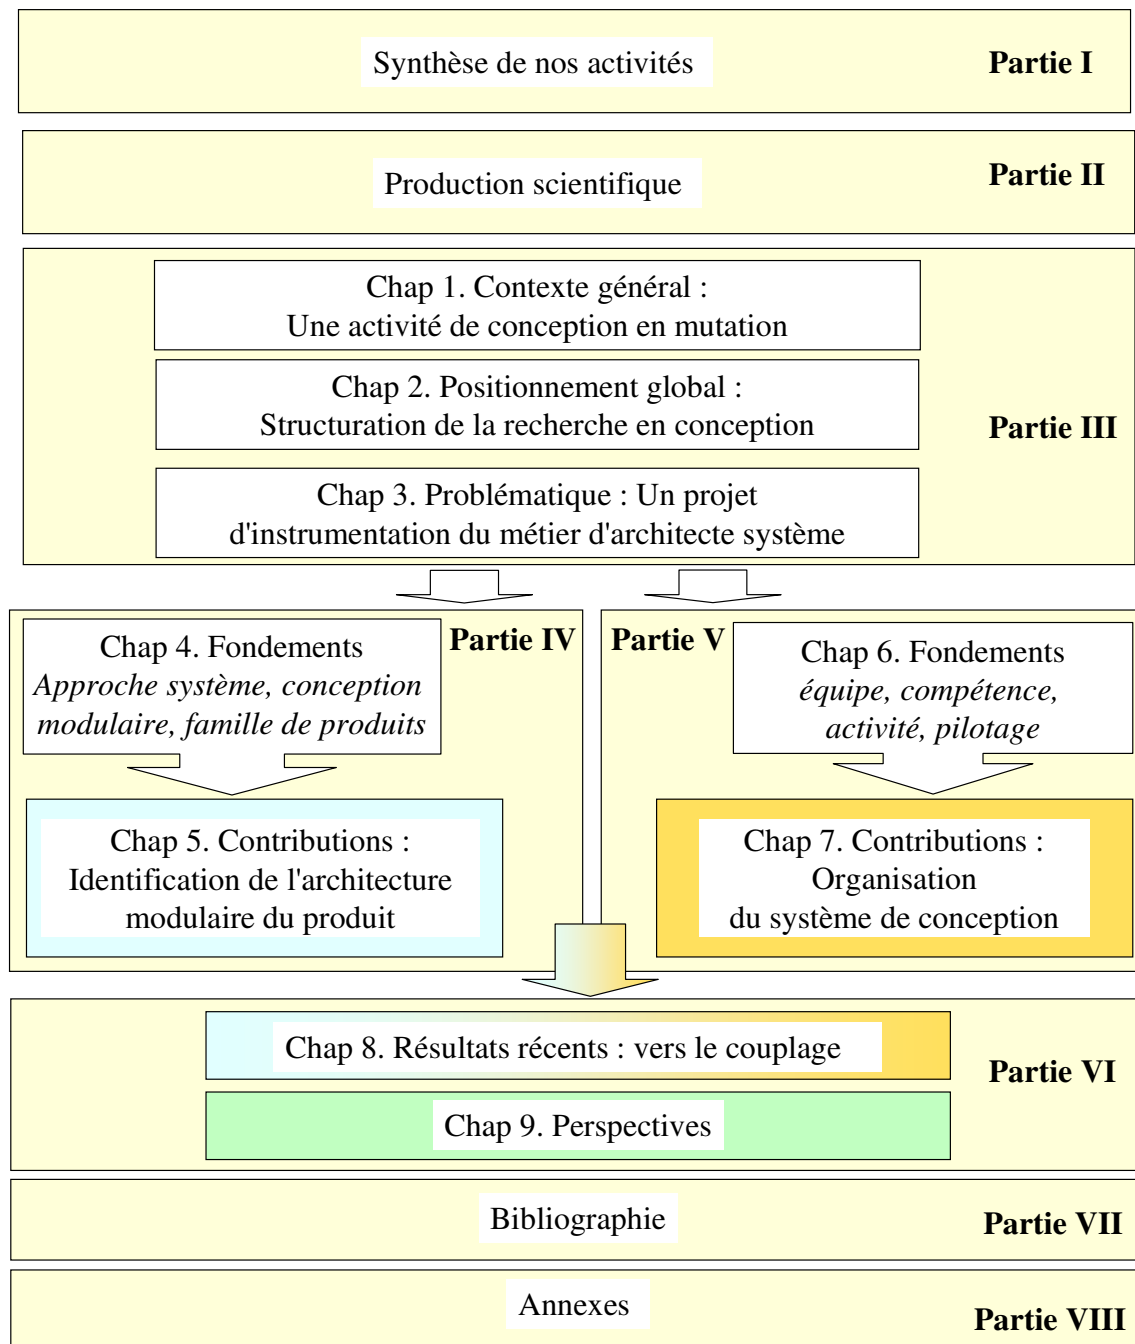 Synthèse de nos activités
Partie I
Production scientifique
Partie II
Chap 1. Contexte général :
Une activité de conception en mutation
Chap 2. Positionnement global :
Structuration de la recherche en conception
Partie III
Chap 3. Problématique : Un projet
d'instrumentation du métier d'architecte système
Partie IV
Chap 4. Fondements
Approche système, conception
modulaire, famille de produits
Chap 5. Contributions :
Identification de l'architecture
modulaire du produit
Partie V
Chap 6. Fondements
équipe, compétence,
activité, pilotage
Chap 7. Contributions :
Organisation
du système de conception
Chap 8. Résultats récents : vers le couplage
Partie VI
Chap 9. Perspectives
Bibliographie
Partie VII
Annexes
Partie VIII